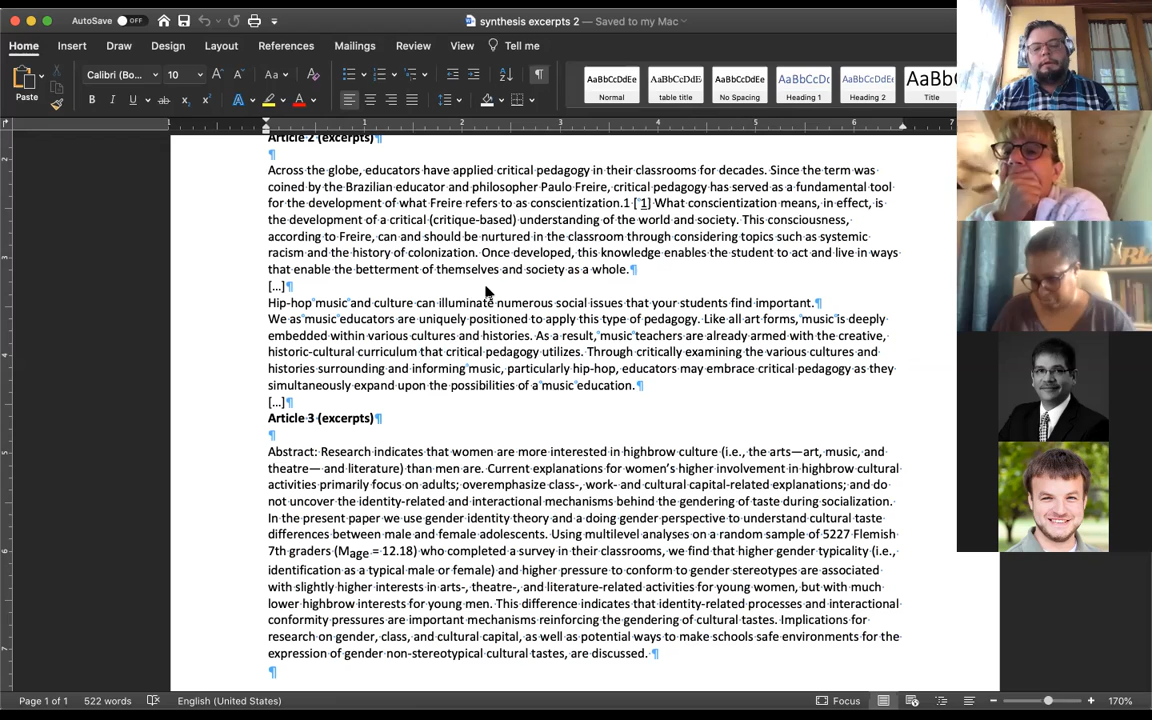 AutoSave OFF synthesis excerpts 2 — Saved to my Mac
Home Insert Draw Design Layout References Mailings Review View Tell me
Paste Calibri (Bo... 10 A A Aa A
B I U ab X2 X2 A A
AaBbCcDdEe Normal AaBbCcDdE table title AaBbCcDdEe No Spacing AaBbCcDc Heading 1 AaBbCcDdEe Heading 2 AaBb Title
1 1 2 3 4 5 6 7
Article 2 (excerpts)¶
¶
Across the globe, educators have applied critical pedagogy in their classrooms for decades. Since the term was
coined by the Brazilian educator and philosopher Paulo Freire, critical pedagogy has served as a fundamental tool
for the development of what Freire refers to as conscientization.1 [1] What conscientization means, in effect, is
the development of a critical (critique-based) understanding of the world and society. This consciousness,
according to Freire, can and should be nurtured in the classroom through considering topics such as systemic
racism and the history of colonization. Once developed, this knowledge enables the student to act and live in ways
that enable the betterment of themselves and society as a whole.¶
[...]¶
Hip-hop music and culture can illuminate numerous social issues that your students find important.¶
We as music educators are uniquely positioned to apply this type of pedagogy. Like all art forms, music is deeply
embedded within various cultures and histories. As a result, music teachers are already armed with the creative,
historic-cultural curriculum that critical pedagogy utilizes. Through critically examining the various cultures and
histories surrounding and informing music, particularly hip-hop, educators may embrace critical pedagogy as they
simultaneously expand upon the possibilities of a music education.¶
[...]¶
Article 3 (excerpts)¶
¶
Abstract: Research indicates that women are more interested in highbrow culture (i.e., the arts—art, music, and
theatre— and literature) than men are. Current explanations for women's higher involvement in highbrow cultural
activities primarily focus on adults; overemphasize class-, work- and cultural capital-related explanations; and do
not uncover the identity-related and interactional mechanisms behind the gendering of taste during socialization.
In the present paper we use gender identity theory and a doing gender perspective to understand cultural taste
differences between male and female adolescents. Using multilevel analyses on a random sample of 5227 Flemish
7th graders (Mage = 12.18) who completed a survey in their classrooms, we find that higher gender typicality (i.e.,
identification as a typical male or female) and higher pressure to conform to gender stereotypes are associated
with slightly higher interests in arts-, theatre-, and literature-related activities for young women, but with much
lower highbrow interests for young men. This difference indicates that identity-related processes and interactional
conformity pressures are important mechanisms reinforcing the gendering of cultural tastes. Implications for
research on gender, class, and cultural capital, as well as potential ways to make schools safe environments for the
expression of gender non-stereotypical cultural tastes, are discussed. ¶
¶
Page 1 of 1 522 words English (United States) Focus 170%